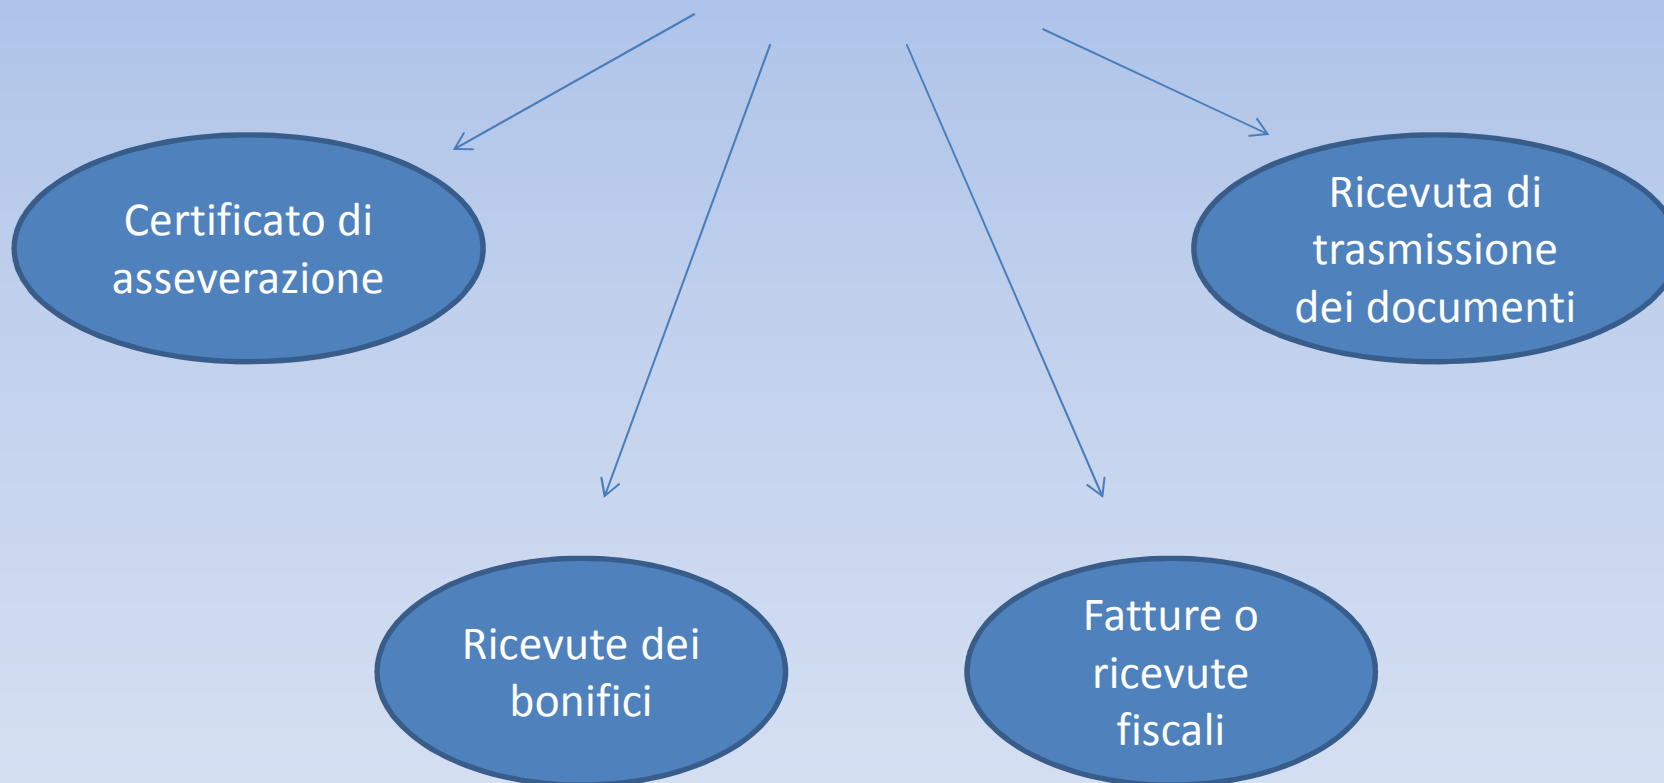 Certificato di
asseverazione
Ricevuta di
trasmissione
dei documenti
Ricevute dei
bonifici
Fatture o
ricevute
fiscali